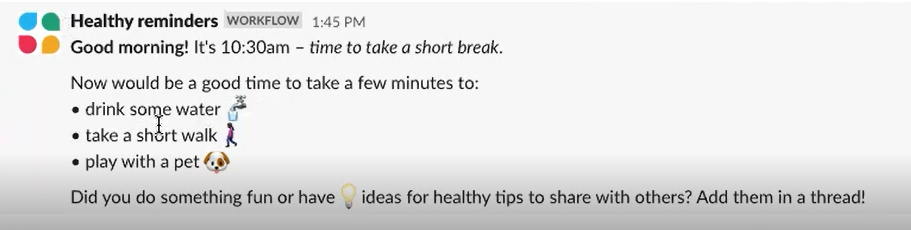 Healthy reminders WORKFLOW 1:45 PM
Good morning! It's 10:30am – time to take a short break.
Now would be a good time to take a few minutes to:
• drink some water 🚰
• take a short walk 🚶🏾‍♀️
• play with a pet 🐶
Did you do something fun or have 💡 ideas for healthy tips to share with others? Add them in a thread!